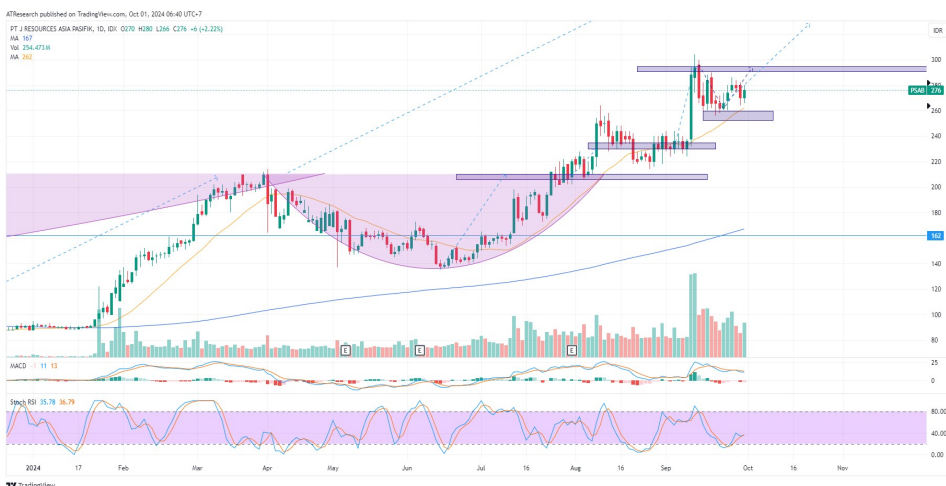 ATResearch published on TradingView.com, Oct 01, 2024 06:40 UTC+7
PT J RESOURCES ASIA PASIFIK, 1D, IDX O270 H280 L266 C276 +6 (+2.22%)
MA 167
Vol 254.473M
MA 262
IDR
300
280
PSAB 276
260
240
220
200
180
162
140
120
100
80
E E E
MACD 11 13
25
0
Stoch RSI 35.78 36.79
80.00
40.00
0.00
2024 17 Feb Mar Apr May Jun Jul Aug 16 Sep Oct 16 Nov
TradingView